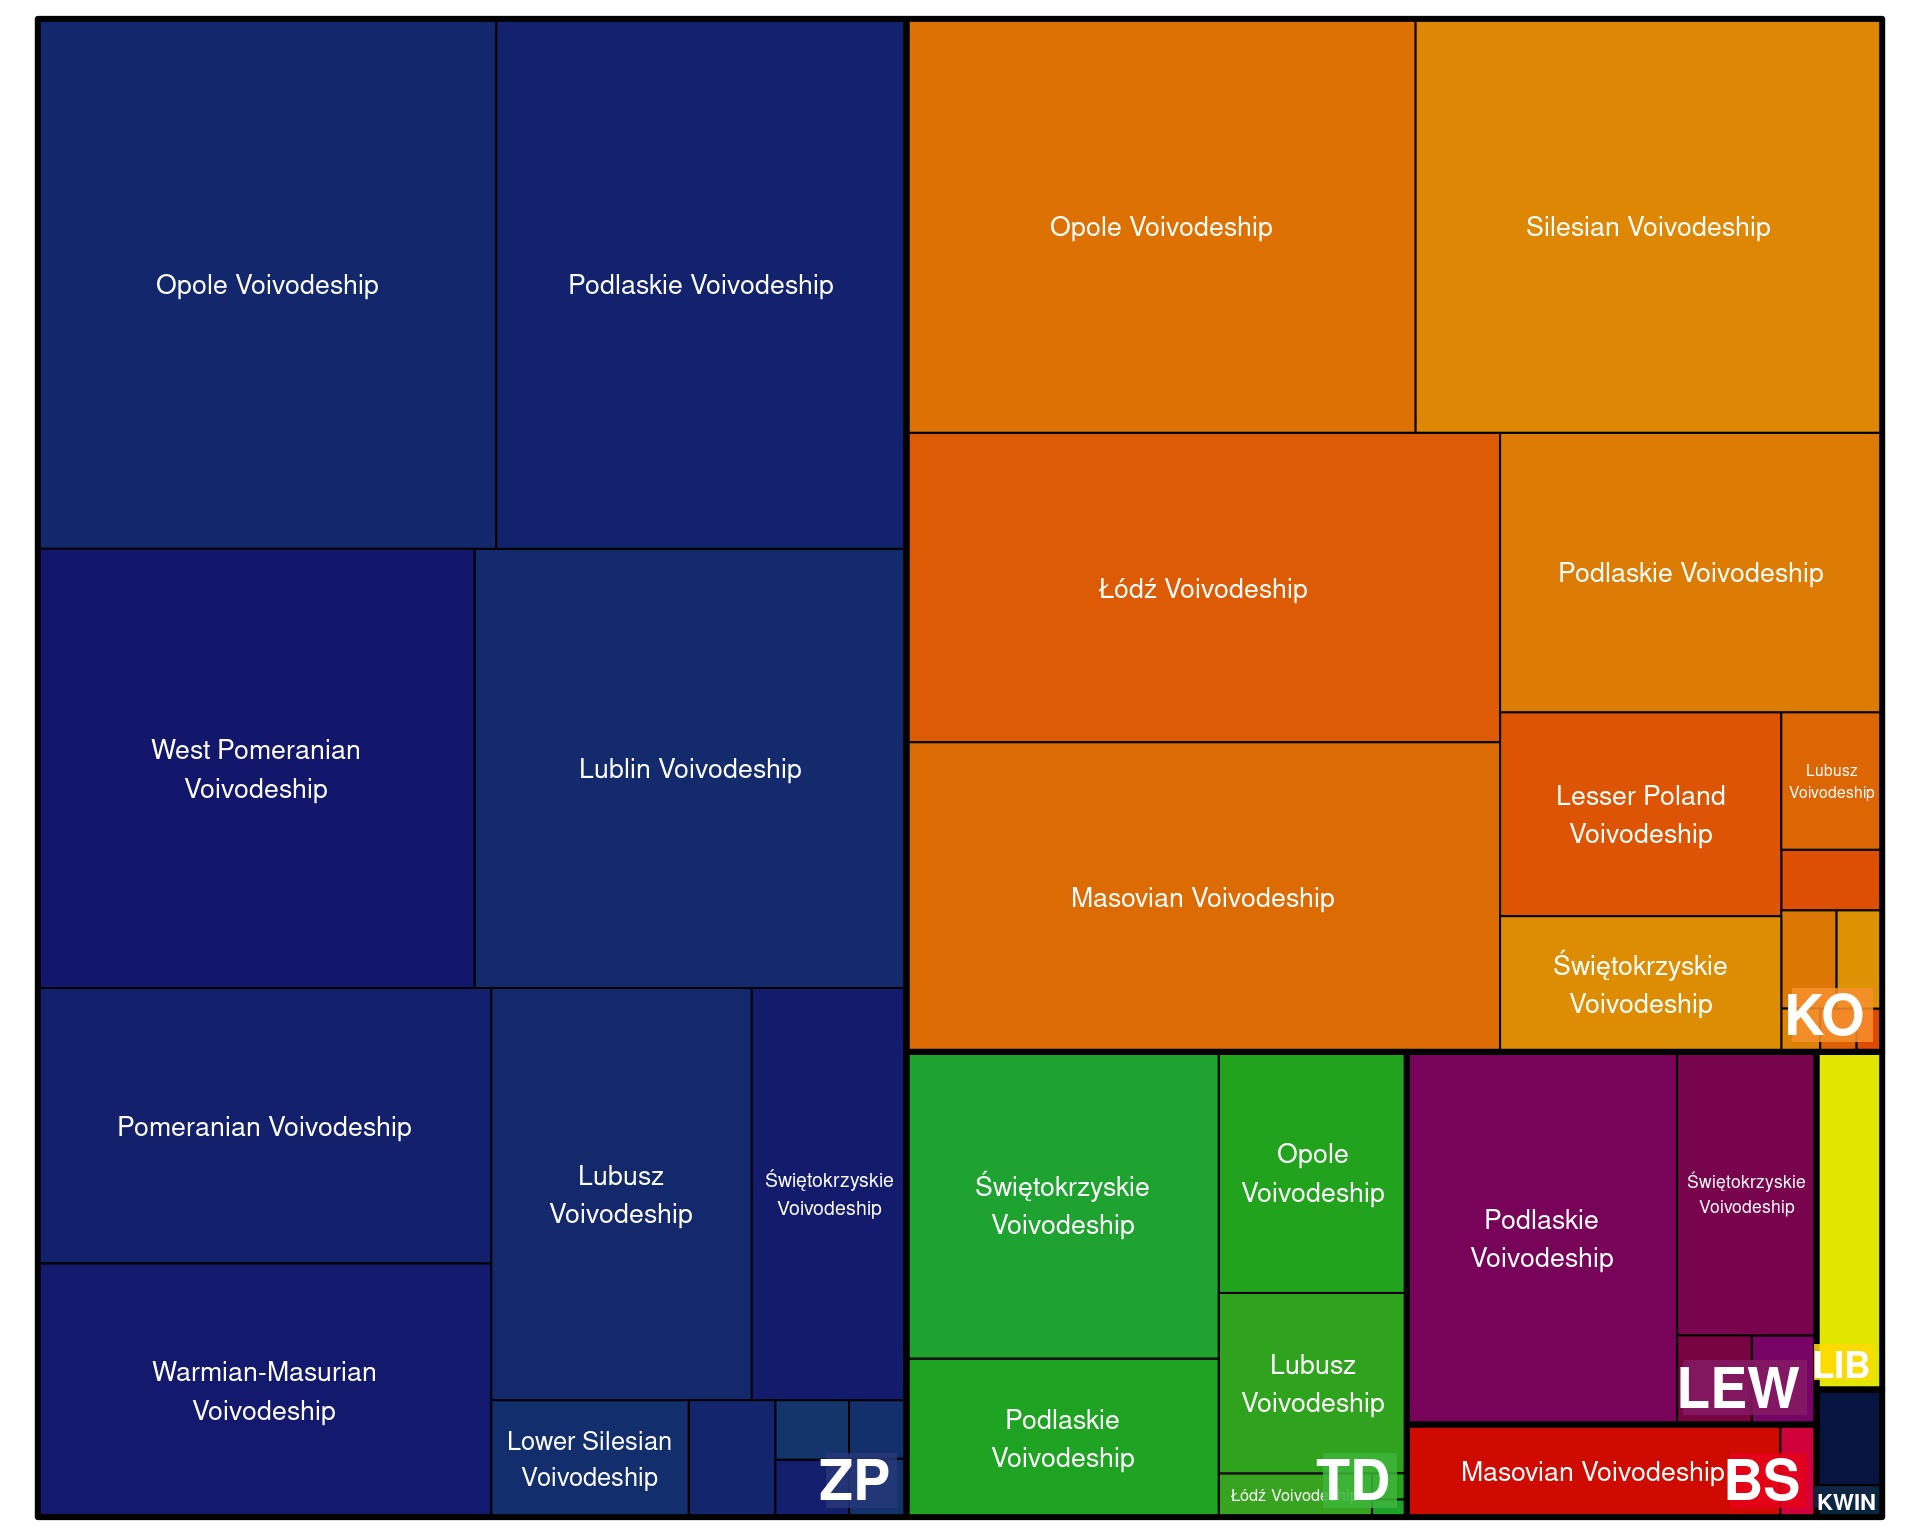 Opole Voivodeship
Podlaskie Voivodeship
West Pomeranian
Voivodeship
Lublin Voivodeship
Pomeranian Voivodeship
Lubusz
Voivodeship
Świętokrzyskie
Voivodeship
Warmian-Masurian
Voivodeship
Lower Silesian
Voivodeship
ZP
Opole Voivodeship
Silesian Voivodeship
Łódź Voivodeship
Podlaskie Voivodeship
Masovian Voivodeship
Lesser Poland
Voivodeship
Lubusz
Voivodeship
Świętokrzyskie
Voivodeship
KO
Świętokrzyskie
Voivodeship
Opole
Voivodeship
Podlaskie
Voivodeship
Lubusz
Voivodeship
Łódź
TD
Podlaskie
Voivodeship
Świętokrzyskie
Voivodeship
LEW
Masovian Voivodeship
BS
LIB
KWIN